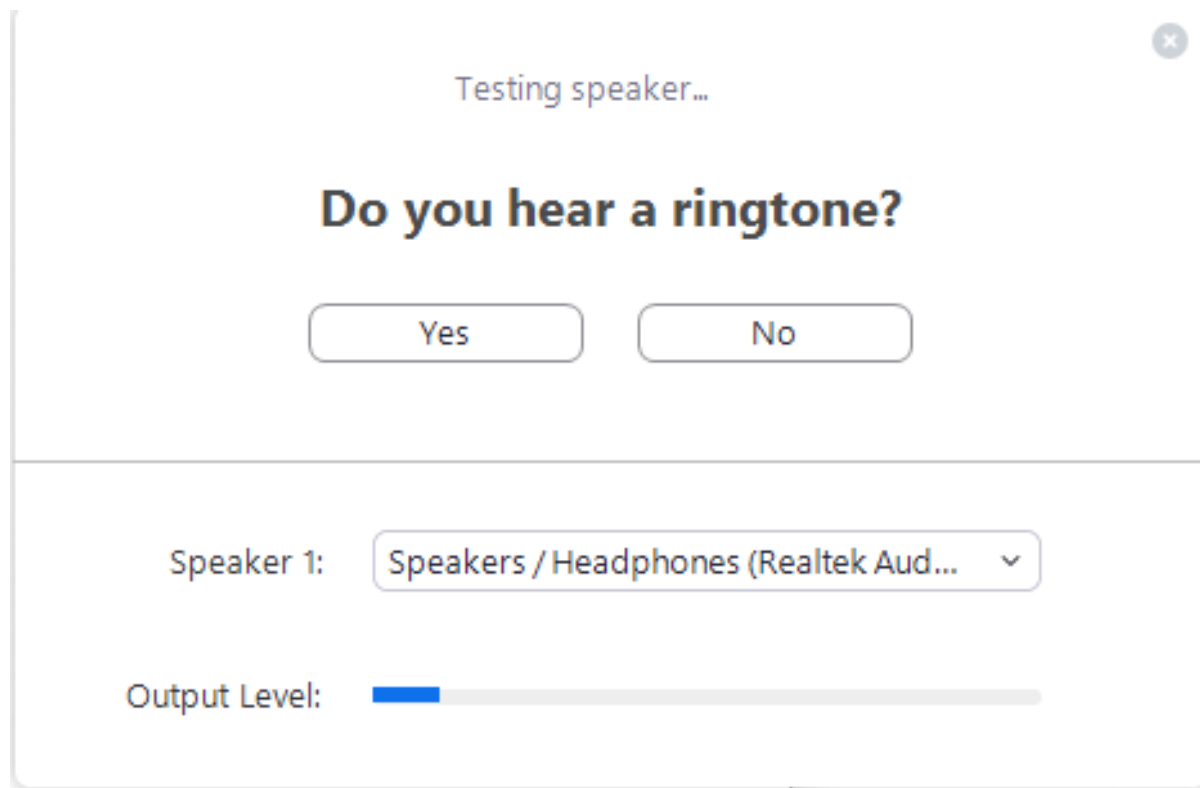 Testing speaker...
Do you hear a ringtone?
Yes No
Speaker 1: Speakers / Headphones (Realtek Aud...
Output Level: